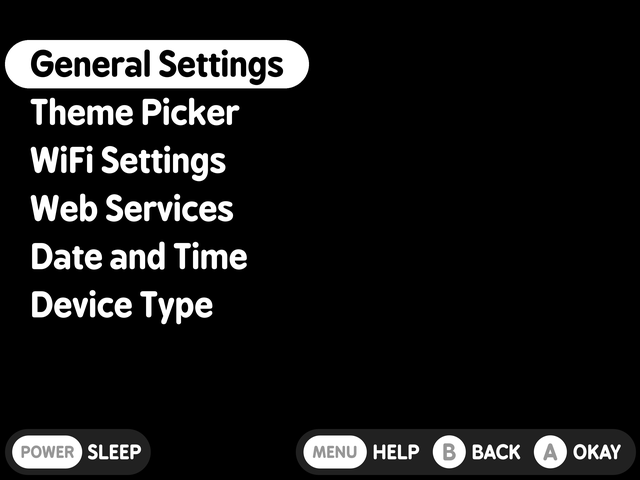 General Settings
Theme Picker
WiFi Settings
Web Services
Date and Time
Device Type
POWER SLEEP MENU HELP B BACK A OKAY